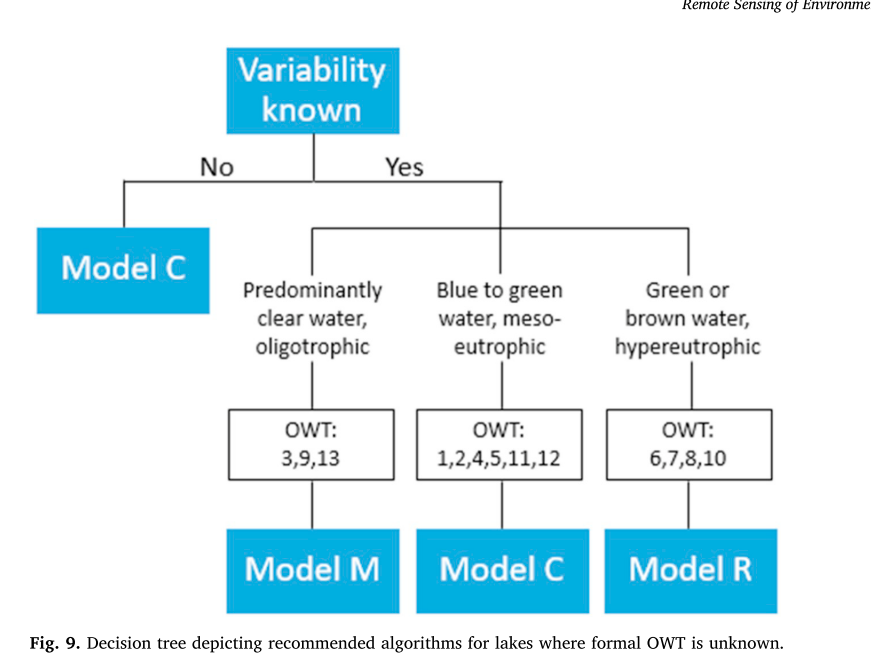 Remote Sensing of Environme
Variability
known
No
Yes
Model C
Predominantly
clear water,
oligotrophic
Blue to green
water, meso-
eutrophic
Green or
brown water,
hypereutrophic
OWT:
3,9,13
OWT:
1,2,4,5,11,12
OWT:
6,7,8,10
Model M
Model C
Model R
Fig. 9. Decision tree depicting recommended algorithms for lakes where formal OWT is unknown.